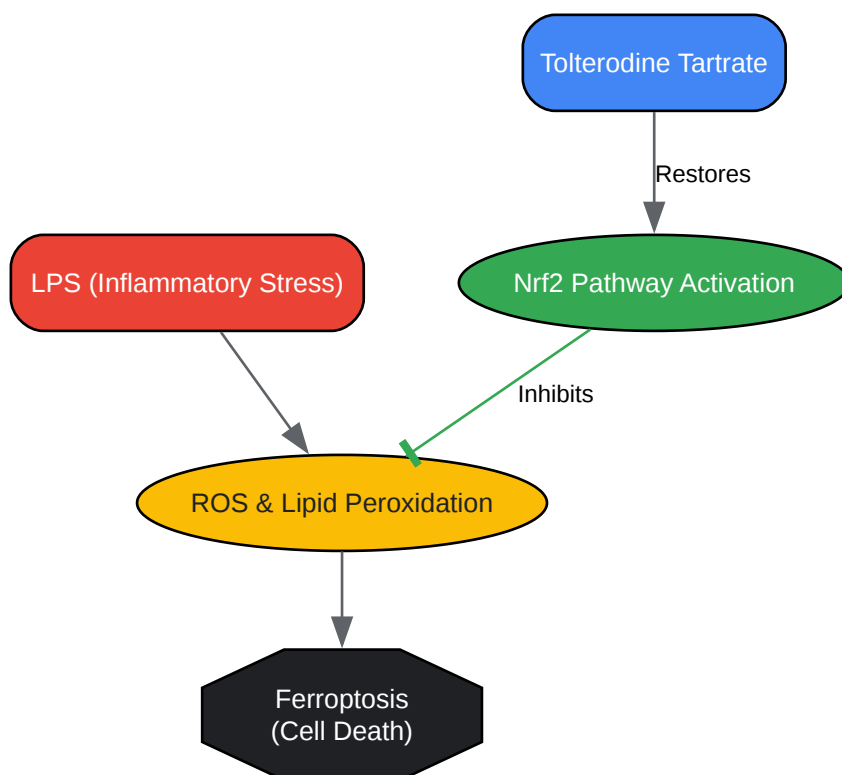 Tolterodine Tartrate
Restores
LPS (Inflammatory Stress)
Nrf2 Pathway Activation
Inhibits
ROS & Lipid Peroxidation
Ferroptosis
(Cell Death)